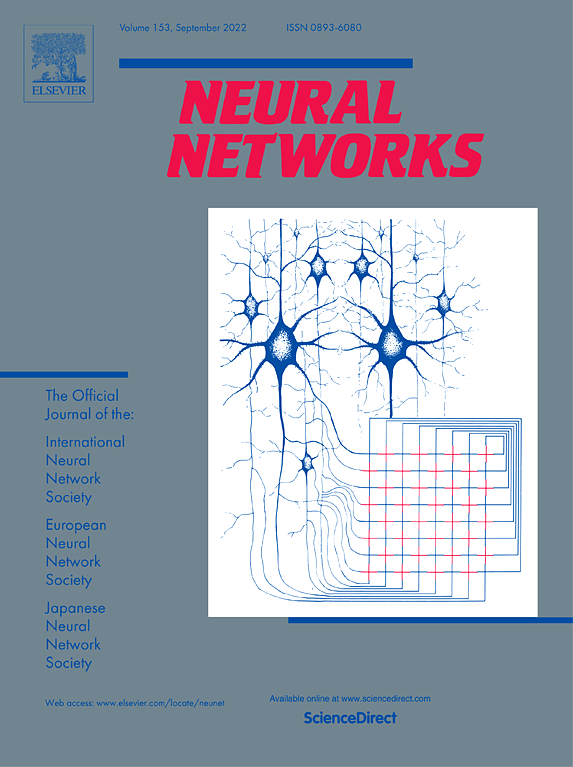 Volume 153, September 2022 ISSN 0893-6080
ELSEVIER
NEURAL
NETWORKS
The Official
Journal of the:
International
Neural
Network
Society
European
Neural
Network
Society
Japanese
Neural
Network
Society
Web access: www.elsevier.com/locate/neunet
Available online at www.sciencedirect.com
ScienceDirect